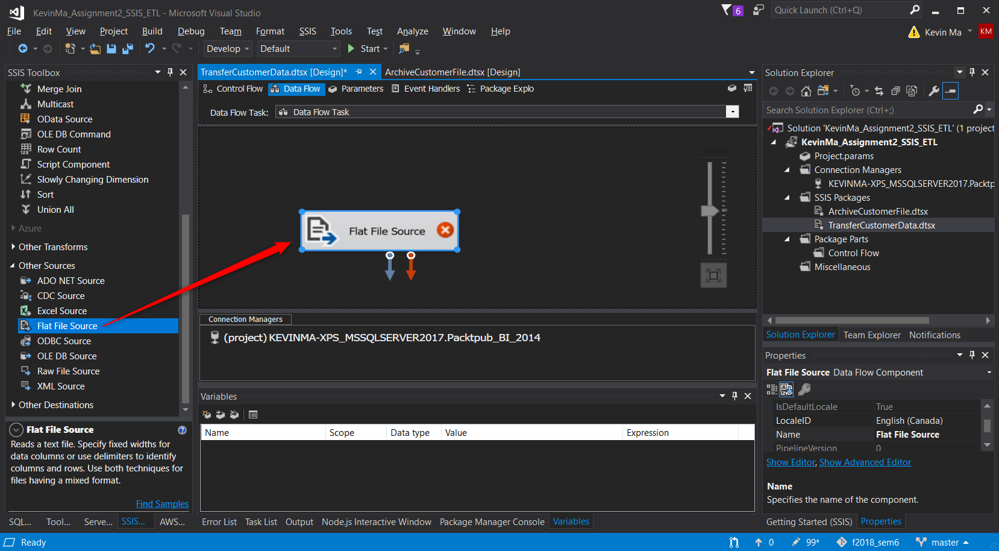 KevinMa_Assignment2_SSIS_ETL - Microsoft Visual Studio
6
Quick Launch (Ctrl+Q)
File Edit View Project Build Debug Team Format SSIS Tools Test Analyze Window Help
Kevin Ma
KM
Develop
Default
Start
SSIS Toolbox
Merge Join
Multicast
OData Source
OLE DB Command
Row Count
Script Component
Slowly Changing Dimension
Sort
Union All
Azure
Other Transforms
Other Sources
ADO NET Source
CDC Source
Excel Source
Flat File Source
ODBC Source
OLE DB Source
Raw File Source
XML Source
Other Destinations
Flat File Source
Reads a text file. Specify fixed widths for
data columns or use delimiters to identify
columns and rows. Use both techniques for
files having a mixed format.
Find Samples
SQL... Tool... Serve... SSIS... AWS...
TransferCustomerData.dtsx [Design]*
ArchiveCustomerFile.dtsx [Design]
Control Flow
Data Flow
Parameters
Event Handlers
Package Explo
Data Flow Task:
Data Flow Task
100%
Flat File Source
Connection Managers
(project) KEVINMA-XPS_MSSQLSERVER2017.Packtpub_BI_2014
Variables
Name Scope Data type Value Expression
Error List Task List Output Node.js Interactive Window Package Manager Console Variables
Solution Explorer
Search Solution Explorer (Ctrl+;)
Solution 'KevinMa_Assignment2_SSIS_ETL' (1 project
KevinMa_Assignment2_SSIS_ETL
Project.params
Connection Managers
KEVINMA-XPS_MSSQLSERVER2017.Packtp
SSIS Packages
ArchiveCustomerFile.dtsx
TransferCustomerData.dtsx
Package Parts
Control Flow
Miscellaneous
Solution Explorer Team Explorer Notifications
Properties
Flat File Source Data Flow Component
IsDefaultLocale True
LocaleID English (Canada)
Name Flat File Source
PipelineVersion 0
Show Editor, Show Advanced Editor
Name
Specifies the name of the component.
Getting Started (SSIS) Properties
Ready
0
99*
f2018_sem6
master